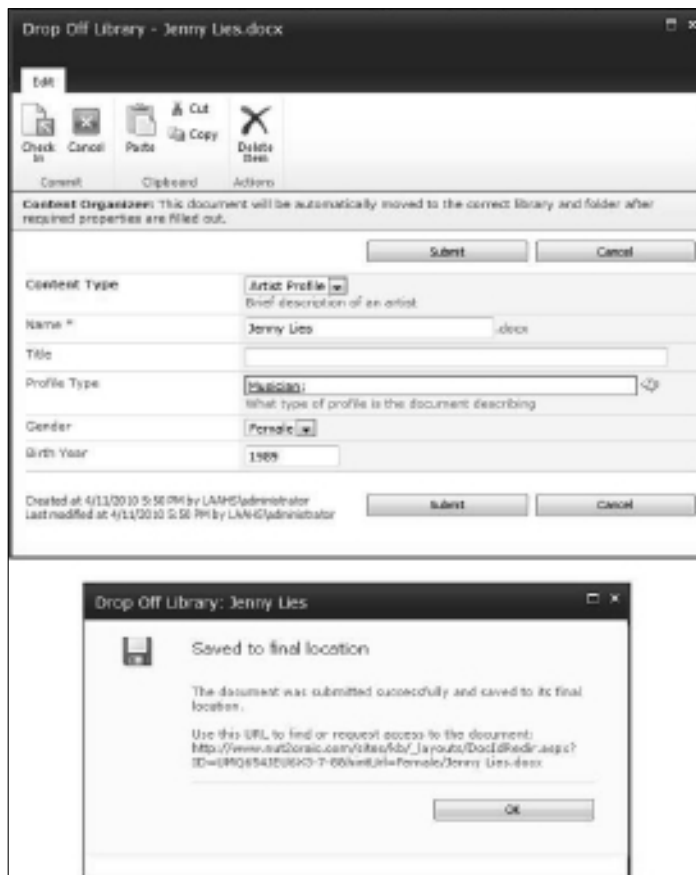 Drop Off Library - Jenny Lies.docx
Edit
Check In
Cancel
Paste
Cut
Copy
Delete Item
Commit
Clipboard
Actions
Content Organizer: This document will be automatically moved to the correct library and folder after
required properties are filled out.
Submit
Cancel
Content Type
Artist Profile
Brief description of an artist
Name *
Jenny Lies
.docx
Title
Profile Type
Musician;
What type of profile is the document describing
Gender
Female
Birth Year
1989
Created at 4/11/2010 5:50 PM by LAAHS\administrator
Last modified at 4/11/2010 5:50 PM by LAAHS\administrator
Submit
Cancel
Drop Off Library: Jenny Lies
Saved to final location
The document was submitted successfully and saved to its final
location.
Use this URL to find or request access to the document:
OK